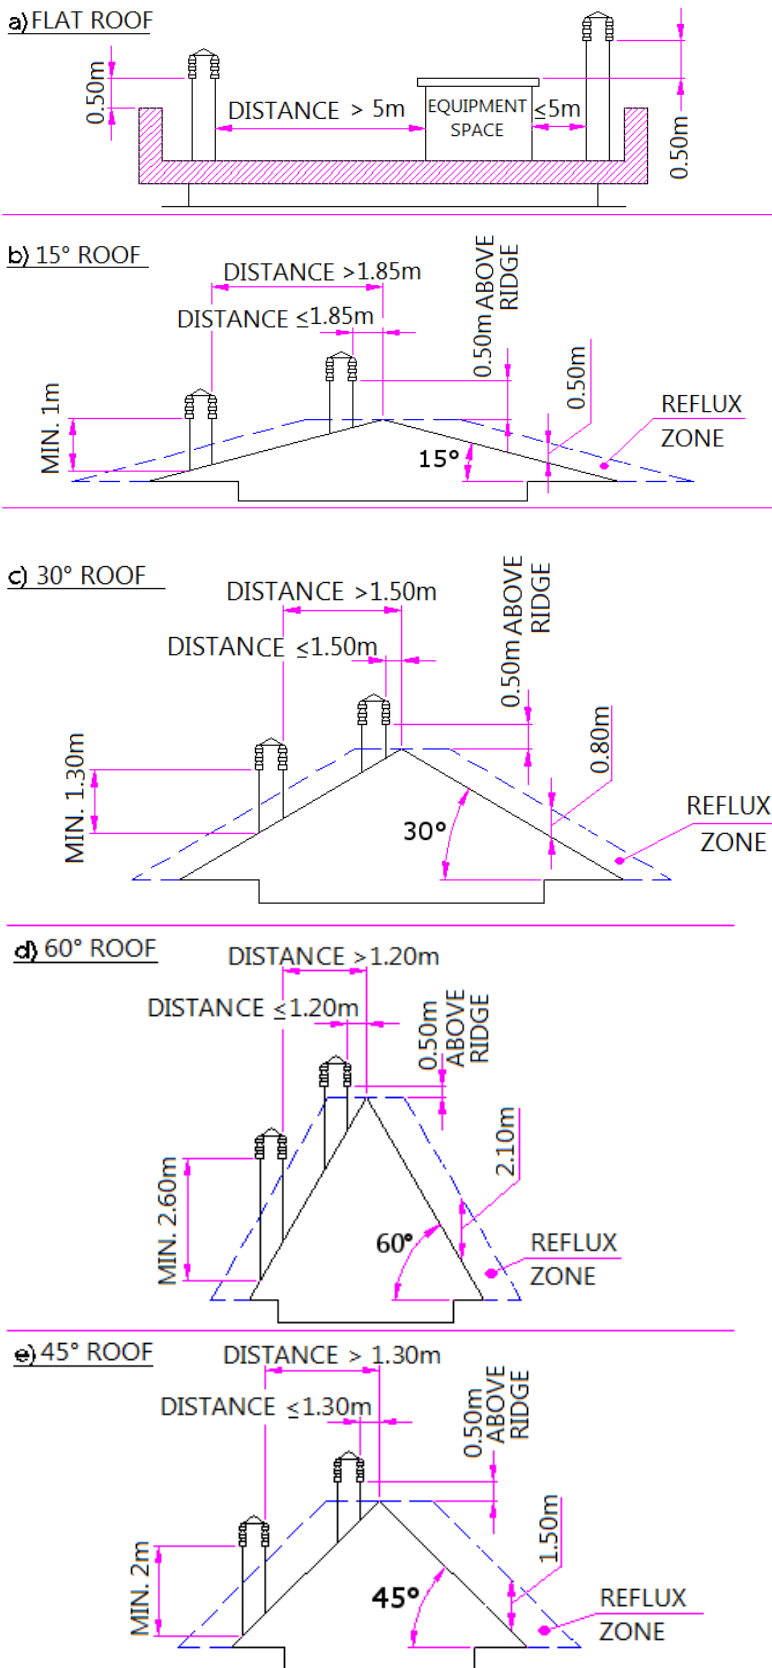 a) FLAT ROOF
0.50m
DISTANCE > 5m
EQUIPMENT
SPACE
≤5m
0.50m
b) 15° ROOF
DISTANCE >1.85m
DISTANCE ≤1.85m
0.50m ABOVE
RIDGE
0.50m
REFLUX
ZONE
MIN. 1m
15°
c) 30° ROOF
DISTANCE >1.50m
DISTANCE ≤1.50m
0.50m ABOVE
RIDGE
0.80m
MIN. 1.30m
30°
REFLUX
ZONE
d) 60° ROOF
DISTANCE >1.20m
DISTANCE ≤1.20m
0.50m
ABOVE
RIDGE
2.10m
MIN. 2.60m
60°
REFLUX
ZONE
e) 45° ROOF
DISTANCE > 1.30m
DISTANCE ≤1.30m
0.50m
ABOVE
RIDGE
1.50m
MIN. 2m
45°
REFLUX
ZONE